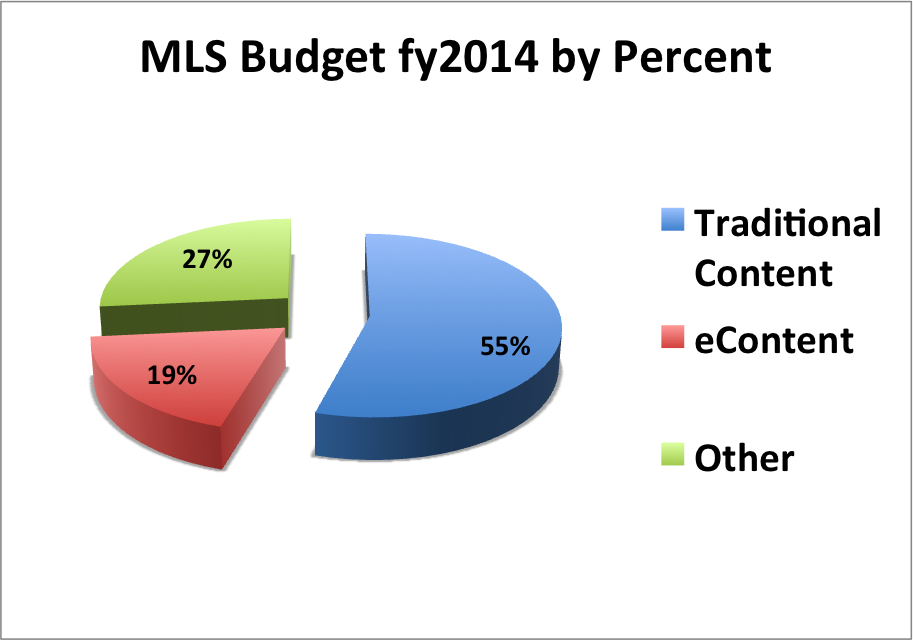 MLS Budget fy2014 by Percent
27%
19%
55%
Traditional
Content
eContent
Other